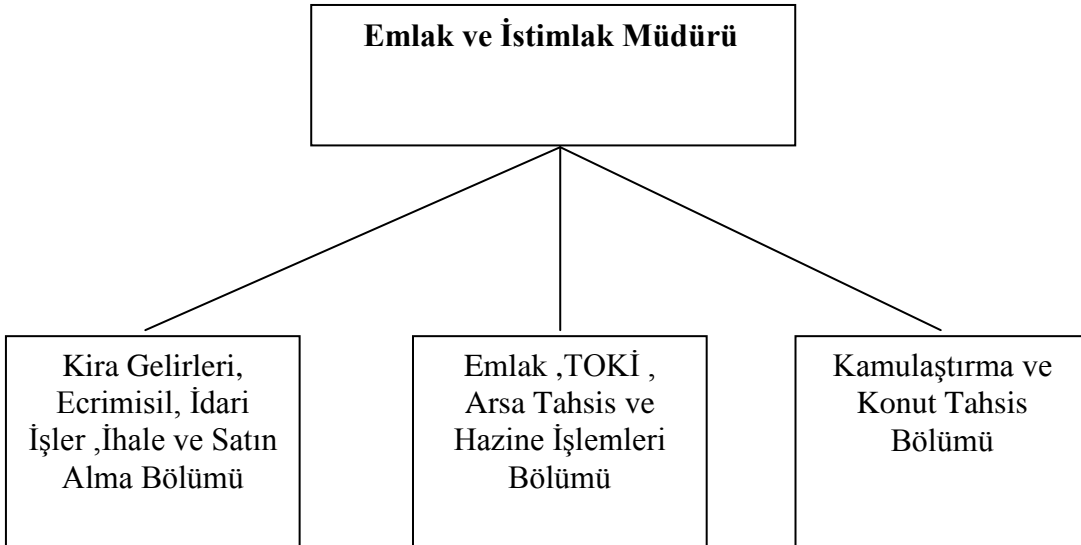 Emlak ve İstimlak Müdürü
Kira Gelirleri,
Ecrimisil, İdari
İşler ,İhale ve Satın
Alma Bölümü
Emlak ,TOKİ ,
Arsa Tahsis ve
Hazine İşlemleri
Bölümü
Kamulaştırma ve
Konut Tahsis
Bölümü